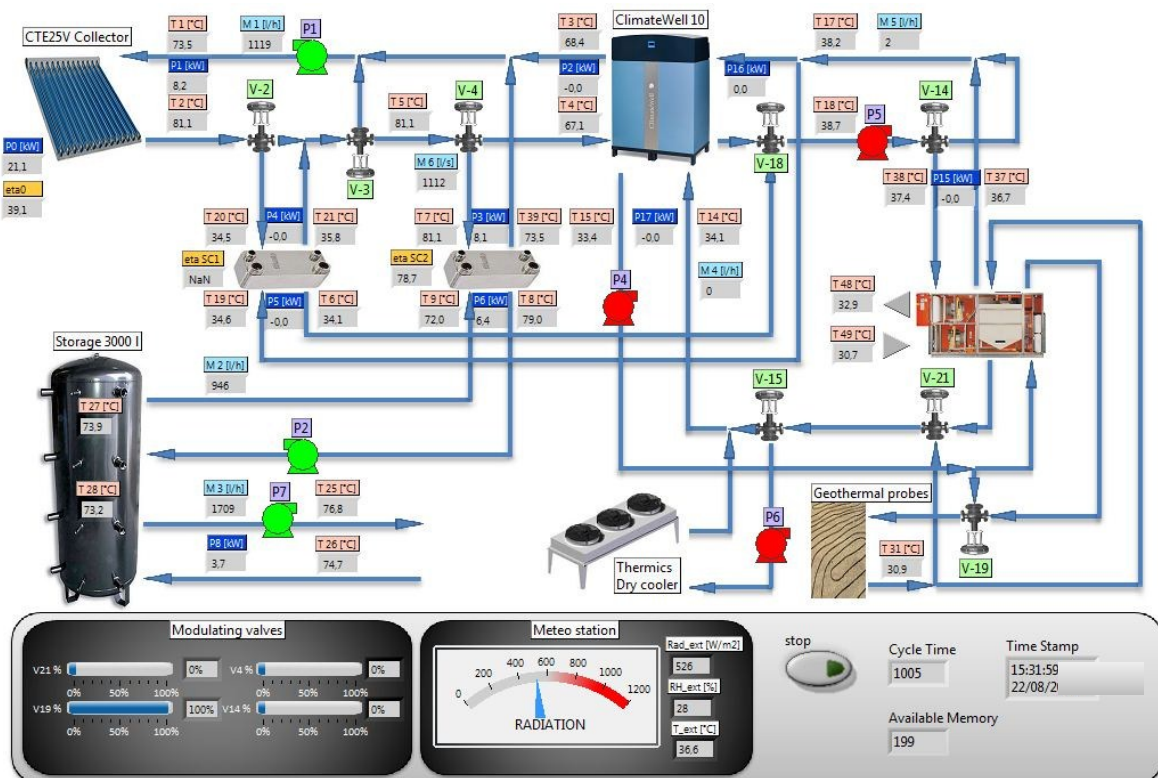 CTE25V Collector
T 1 [°C]
73,5
M 1 [l/h]
1119
P1
T 3 [°C]
68,4
ClimateWell 10
T 17 [°C]
38,2
M 5 [l/h]
2
P1 [kW]
8,2
P2 [kW]
-0,0
P16 [kW]
0,0
T 2 [°C]
81,1
V-2
T 5 [°C]
81,1
V-4
T 4 [°C]
67,1
ClimateWell
T 18 [°C]
38,7
P5
V-14
P0 [kW]
21,1
eta0
39,1
V-3
M 6 [l/s]
1112
V-18
T 38 [°C]
37,4
P15 [kW]
-0,0
T 37 [°C]
36,7
T 20 [°C]
34,5
P4 [kW]
-0,0
T 21 [°C]
35,8
T 7 [°C]
81,1
P3 [kW]
8,1
T 39 [°C]
73,5
T 15 [°C]
33,4
P17 [kW]
-0,0
T 14 [°C]
34,1
eta SC1
NaN
eta SC2
78,7
M 4 [l/h]
0
P4
T 19 [°C]
34,6
P5 [kW]
-0,0
T 6 [°C]
34,1
T 9 [°C]
72,0
P6 [kW]
6,4
T 8 [°C]
79,0
T 48 [°C]
32,9
T 49 [°C]
30,7
Storage 3000 l
M 2 [l/h]
946
V-15
V-21
T 27 [°C]
73,9
P2
T 28 [°C]
73,2
M 3 [l/h]
1709
P7
T 25 [°C]
76,8
P8 [kW]
3,7
T 26 [°C]
74,7
Thermics
Dry cooler
P6
Geothermal probes
T 31 [°C]
30,9
V-19
Modulating valves
V21 %
0%
0% 50% 100%
V4 %
0%
0% 50% 100%
V19 %
100%
0% 50% 100%
V14 %
0%
0% 50% 100%
Meteo station
0 200 400 600 800 1000 1200
RADIATION
Rad_ext [W/m2]
526
RH_ext [%]
28
T_ext [°C]
36,6
stop
Cycle Time
1005
Available Memory
199
Time Stamp
15:31:59
22/08/20